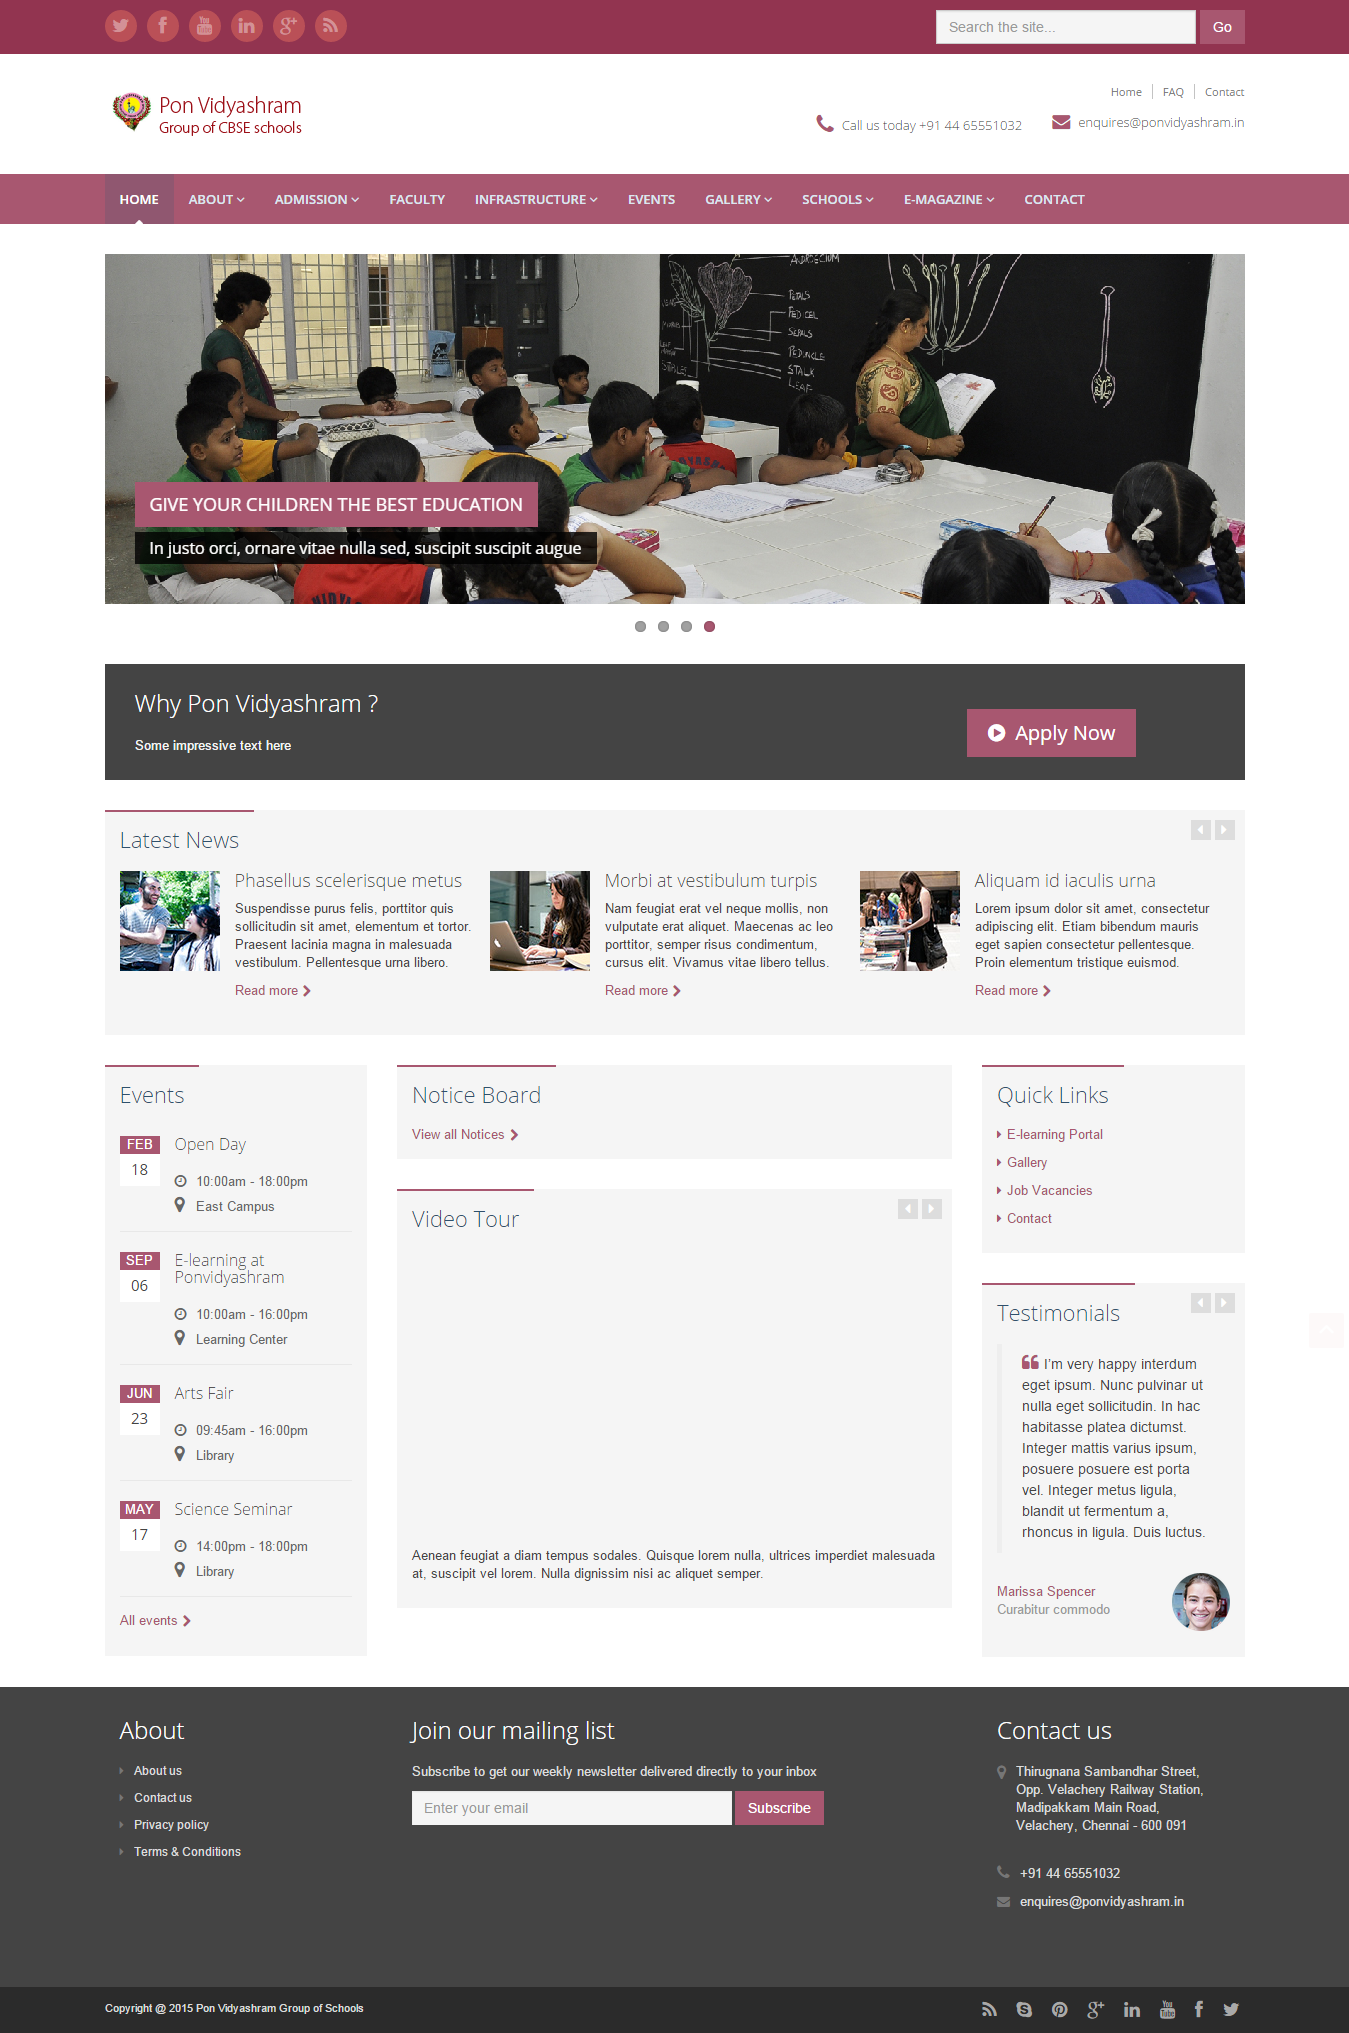 Search the site...
Go
Pon Vidyashram
Group of CBSE schools
Home
FAQ
Contact
Call us today +91 44 65551032
enquires@ponvidyashram.in
HOME
ABOUT
ADMISSION
FACULTY
INFRASTRUCTURE
EVENTS
GALLERY
SCHOOLS
E-MAGAZINE
CONTACT
PETALS
SEPALS
PEDUNCLE
STALK
LEAF
GIVE YOUR CHILDREN THE BEST EDUCATION
In justo orci, ornare vitae nulla sed, suscipit suscipit augue
Why Pon Vidyashram ?
Some impressive text here
Apply Now
Latest News
Phasellus scelerisque metus
Suspendisse purus felis, porttitor quis
sollicitudin sit amet, elementum et tortor.
Praesent lacinia magna in malesuada
vestibulum. Pellentesque urna libero.
Read more
Morbi at vestibulum turpis
Nam feugiat erat vel neque mollis, non
vulputate erat aliquet. Maecenas ac leo
porttitor, semper risus condimentum,
cursus elit. Vivamus vitae libero tellus.
Read more
Aliquam id iaculis urna
Lorem ipsum dolor sit amet, consectetur
adipiscing elit. Etiam bibendum mauris
eget sapien consectetur pellentesque.
Proin elementum tristique euismod.
Read more
Events
FEB
18
Open Day
10:00am - 18:00pm
East Campus
SEP
06
E-learning at
Ponvidyashram
10:00am - 16:00pm
Learning Center
JUN
23
Arts Fair
09:45am - 16:00pm
Library
MAY
17
Science Seminar
14:00pm - 18:00pm
Library
All events
Notice Board
View all Notices
Video Tour
Aenean feugiat a diam tempus sodales. Quisque lorem nulla, ultrices imperdiet malesuada
at, suscipit vel lorem. Nulla dignissim nisi ac aliquet semper.
Quick Links
E-learning Portal
Gallery
Job Vacancies
Contact
Testimonials
I'm very happy interdum
eget ipsum. Nunc pulvinar ut
nulla eget sollicitudin. In hac
habitasse platea dictumst.
Integer mattis varius ipsum,
posuere posuere est porta
vel. Integer metus ligula,
blandit ut fermentum a,
rhoncus in ligula. Duis luctus.
Marissa Spencer
Curabitur commodo
About
About us
Contact us
Privacy policy
Terms & Conditions
Join our mailing list
Subscribe to get our weekly newsletter delivered directly to your inbox
Enter your email
Subscribe
Contact us
Thirugnana Sambandhar Street,
Opp. Velachery Railway Station,
Madipakkam Main Road,
Velachery, Chennai - 600 091
+91 44 65551032
enquires@ponvidyashram.in
Copyright @ 2015 Pon Vidyashram Group of Schools